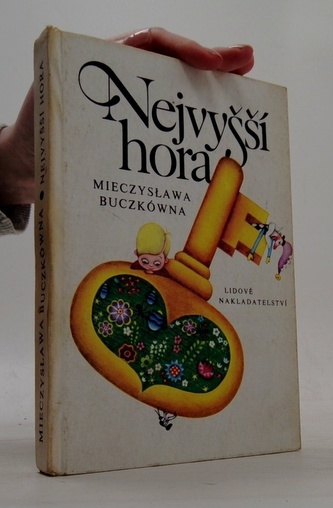 Nejvyšší
hora
MIECZYSŁAWA
BUCZKÓWNA
LIDOVÉ
NAKLADATELSTVÍ
MIECZYSŁAWA BUCZKÓWNA ● NEJVYŠŠÍ HORA